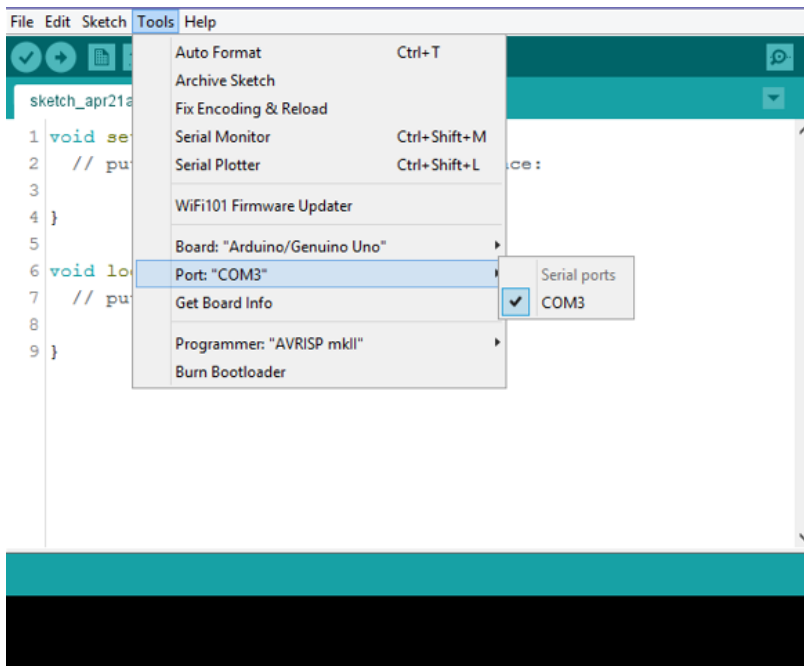 File Edit Sketch Tools Help
Auto Format Ctrl+T
Archive Sketch
Fix Encoding & Reload
Serial Monitor Ctrl+Shift+M
Serial Plotter Ctrl+Shift+L
WiFi101 Firmware Updater
Board: "Arduino/Genuino Uno"
Port: "COM3"
Get Board Info
Programmer: "AVRISP mkII"
Burn Bootloader
Serial ports
COM3
sketch_apr21a
1 void se
2 // pu ce:
3
4 }
5
6 void lo
7 // pu
8
9 }